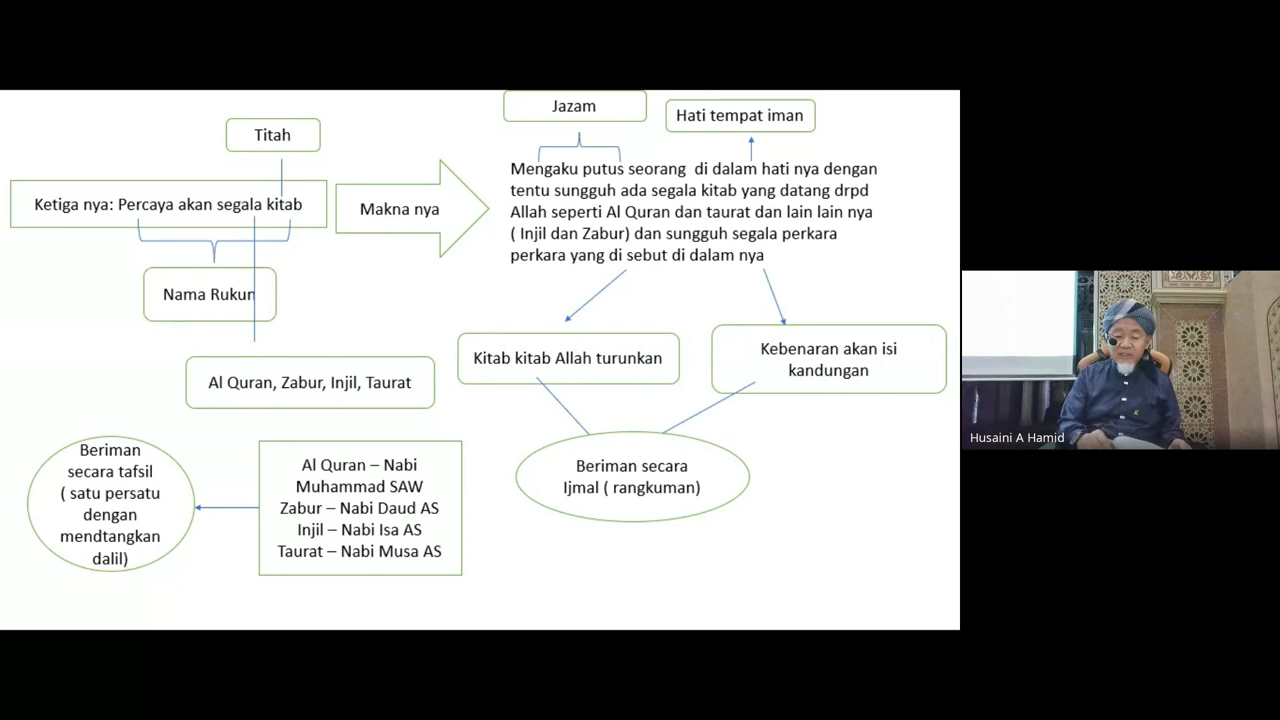 Titah
Ketiga nya: Percaya akan segala kitab
Nama Rukun
Al Quran, Zabur, Injil, Taurat
Makna nya
Jazam
Hati tempat iman
Mengaku putus seorang di dalam hati nya dengan
tentu sungguh ada segala kitab yang datang drpd
Allah seperti Al Quran dan taurat dan lain lain nya
( Injil dan Zabur) dan sungguh segala perkara
perkara yang di sebut di dalam nya
Kitab kitab Allah turunkan
Kebenaran akan isi
kandungan
Beriman secara
Ijmal ( rangkuman)
Beriman
secara tafsil
( satu persatu
dengan
mendtangkan
dalil)
Al Quran – Nabi
Muhammad SAW
Zabur – Nabi Daud AS
Injil – Nabi Isa AS
Taurat – Nabi Musa AS
Husaini A Hamid